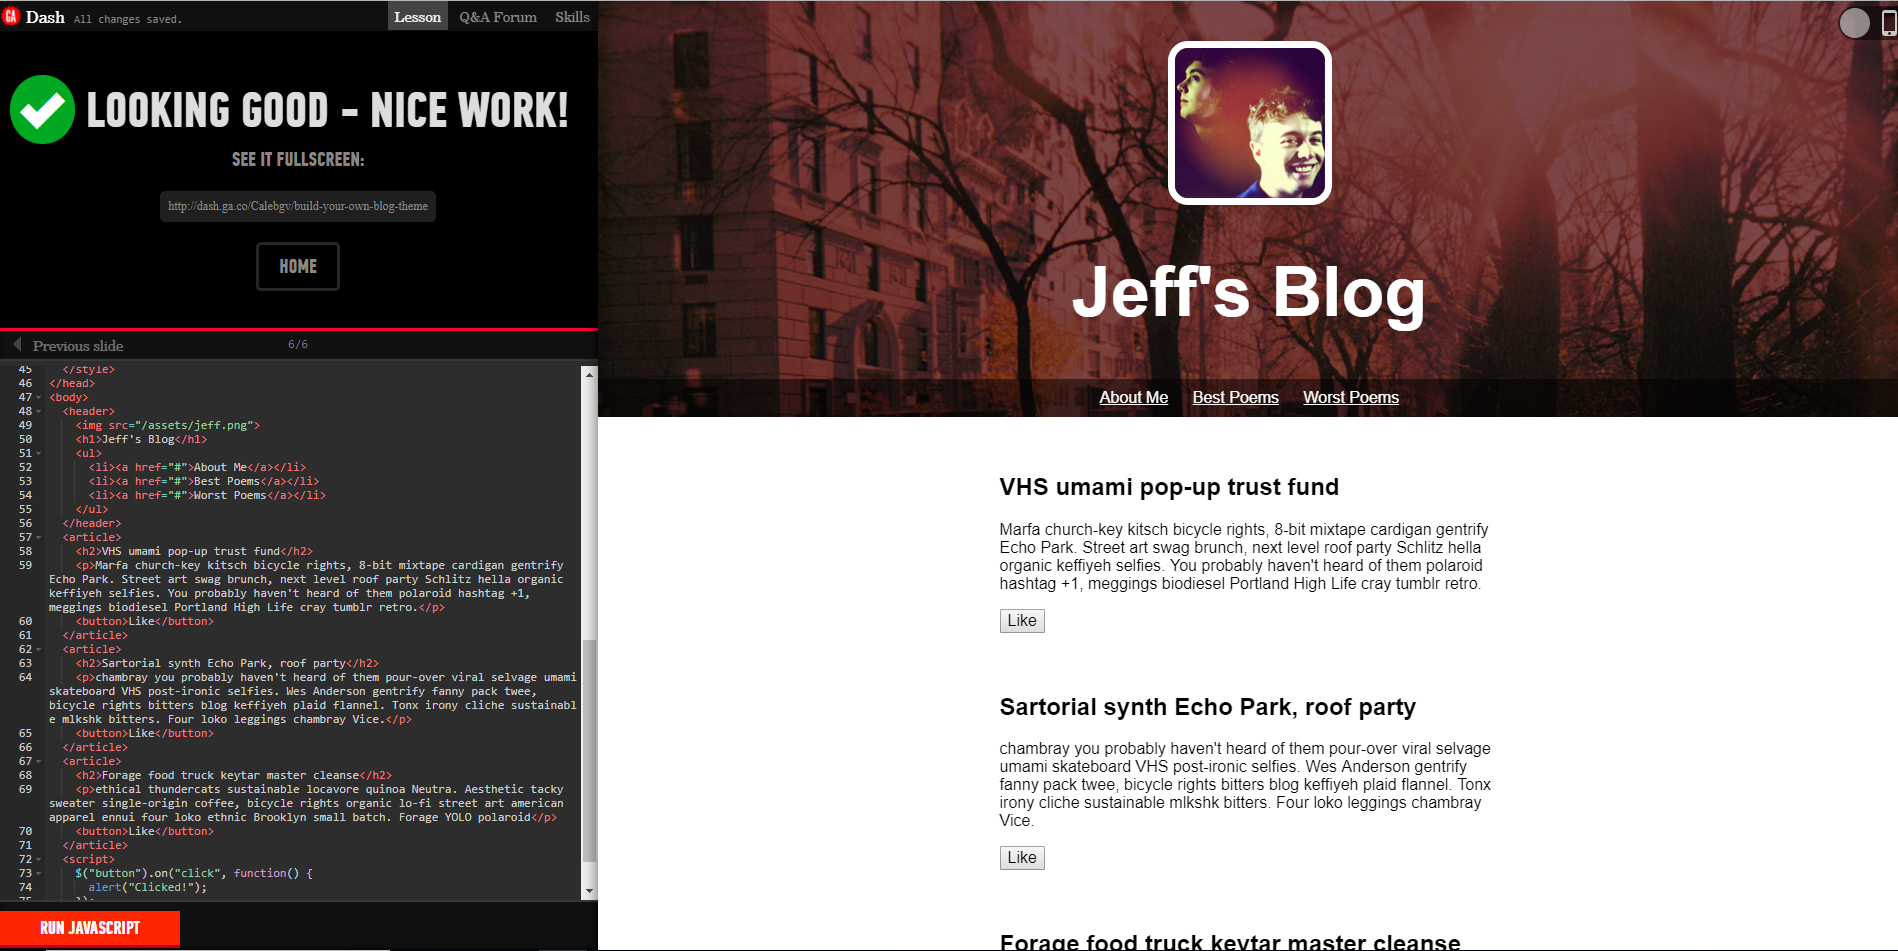 GA Dash All changes saved.
Lesson Q&A Forum Skills
LOOKING GOOD - NICE WORK!
SEE IT FULLSCREEN:
http://dash.ga.co/Calebgv/build-your-own-blog-theme
HOME
Previous slide 6/6
45 </style>
46 </head>
47 <body>
48 <header>
49 <img src="/assets/jeff.png">
50 <h1>Jeff's Blog</h1>
51 <ul>
52 <li><a href="#">About Me</a></li>
53 <li><a href="#">Best Poems</a></li>
54 <li><a href="#">Worst Poems</a></li>
55 </ul>
56 </header>
57 <article>
58 <h2>VHS umami pop-up trust fund</h2>
59 <p>Marfa church-key kitsch bicycle rights, 8-bit mixtape cardigan gentrify
Echo Park. Street art swag brunch, next level roof party Schlitz hella organic
keffiyeh selfies. You probably haven't heard of them polaroid hashtag +1,
meggings biodiesel Portland High Life cray tumblr retro.</p>
60 <button>Like</button>
61 </article>
62 <article>
63 <h2>Sartorial synth Echo Park, roof party</h2>
64 <p>chambray you probably haven't heard of them pour-over viral selvage umami
skateboard VHS post-ironic selfies. Wes Anderson gentrify fanny pack twee,
bicycle rights bitters blog keffiyeh plaid flannel. Tonx irony cliche sustainabl
e mlkshk bitters. Four loko leggings chambray Vice.</p>
65 <button>Like</button>
66 </article>
67 <article>
68 <h2>Forage food truck keytar master cleanse</h2>
69 <p>ethical thundercats sustainable locavore quinoa Neutra. Aesthetic tacky
sweater single-origin coffee, bicycle rights organic lo-fi street art american
apparel ennui four loko ethnic Brooklyn small batch. Forage YOLO polaroid</p>
70 <button>Like</button>
71 </article>
72 <script>
73 $("button").on("click", function() {
74 alert("Clicked!");
75 });
RUN JAVASCRIPT
Jeff's Blog
About Me Best Poems Worst Poems
VHS umami pop-up trust fund
Marfa church-key kitsch bicycle rights, 8-bit mixtape cardigan gentrify
Echo Park. Street art swag brunch, next level roof party Schlitz hella
organic keffiyeh selfies. You probably haven't heard of them polaroid
hashtag +1, meggings biodiesel Portland High Life cray tumblr retro.
Like
Sartorial synth Echo Park, roof party
chambray you probably haven't heard of them pour-over viral selvage
umami skateboard VHS post-ironic selfies. Wes Anderson gentrify
fanny pack twee, bicycle rights bitters blog keffiyeh plaid flannel. Tonx
irony cliche sustainable mlkshk bitters. Four loko leggings chambray
Vice.
Like
Forage food truck keytar master cleanse